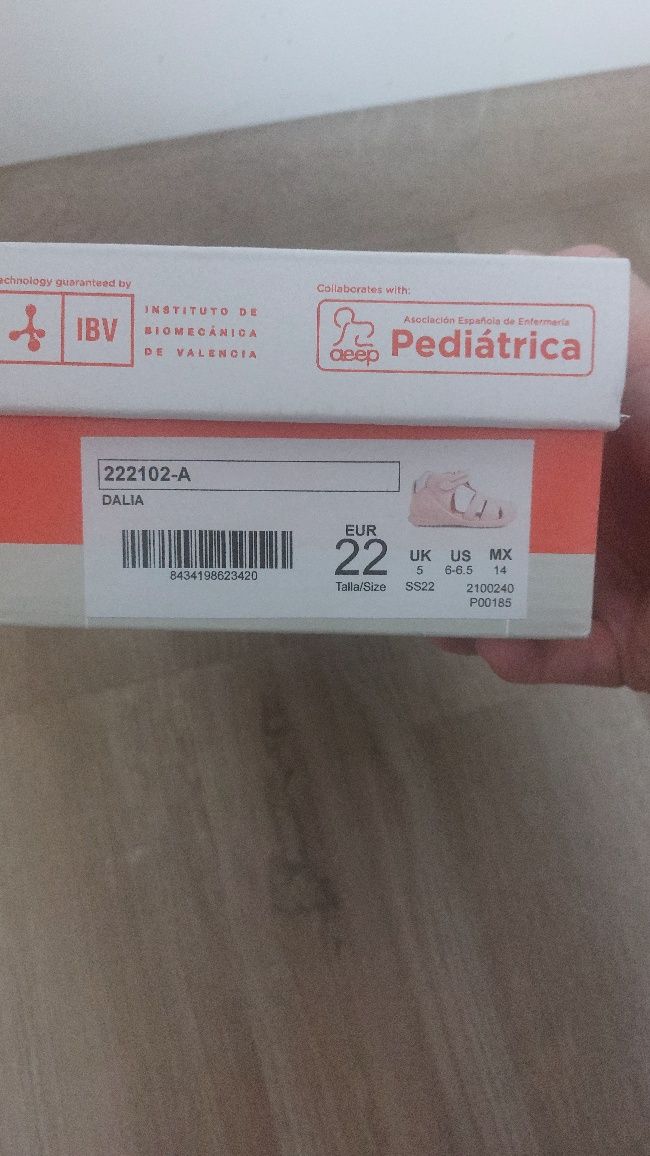 echnology guaranteed by
IBV
INSTITUTO DE
BIOMECÁNICA
DE VALENCIA
Collaborates with:
aeep
Asociación Española de Enfermería
Pediátrica
222102-A
DALIA
8434198623420
EUR
22
Talla/Size
UK US MX
5 6-6.5 14
SS22 2100240
P00185